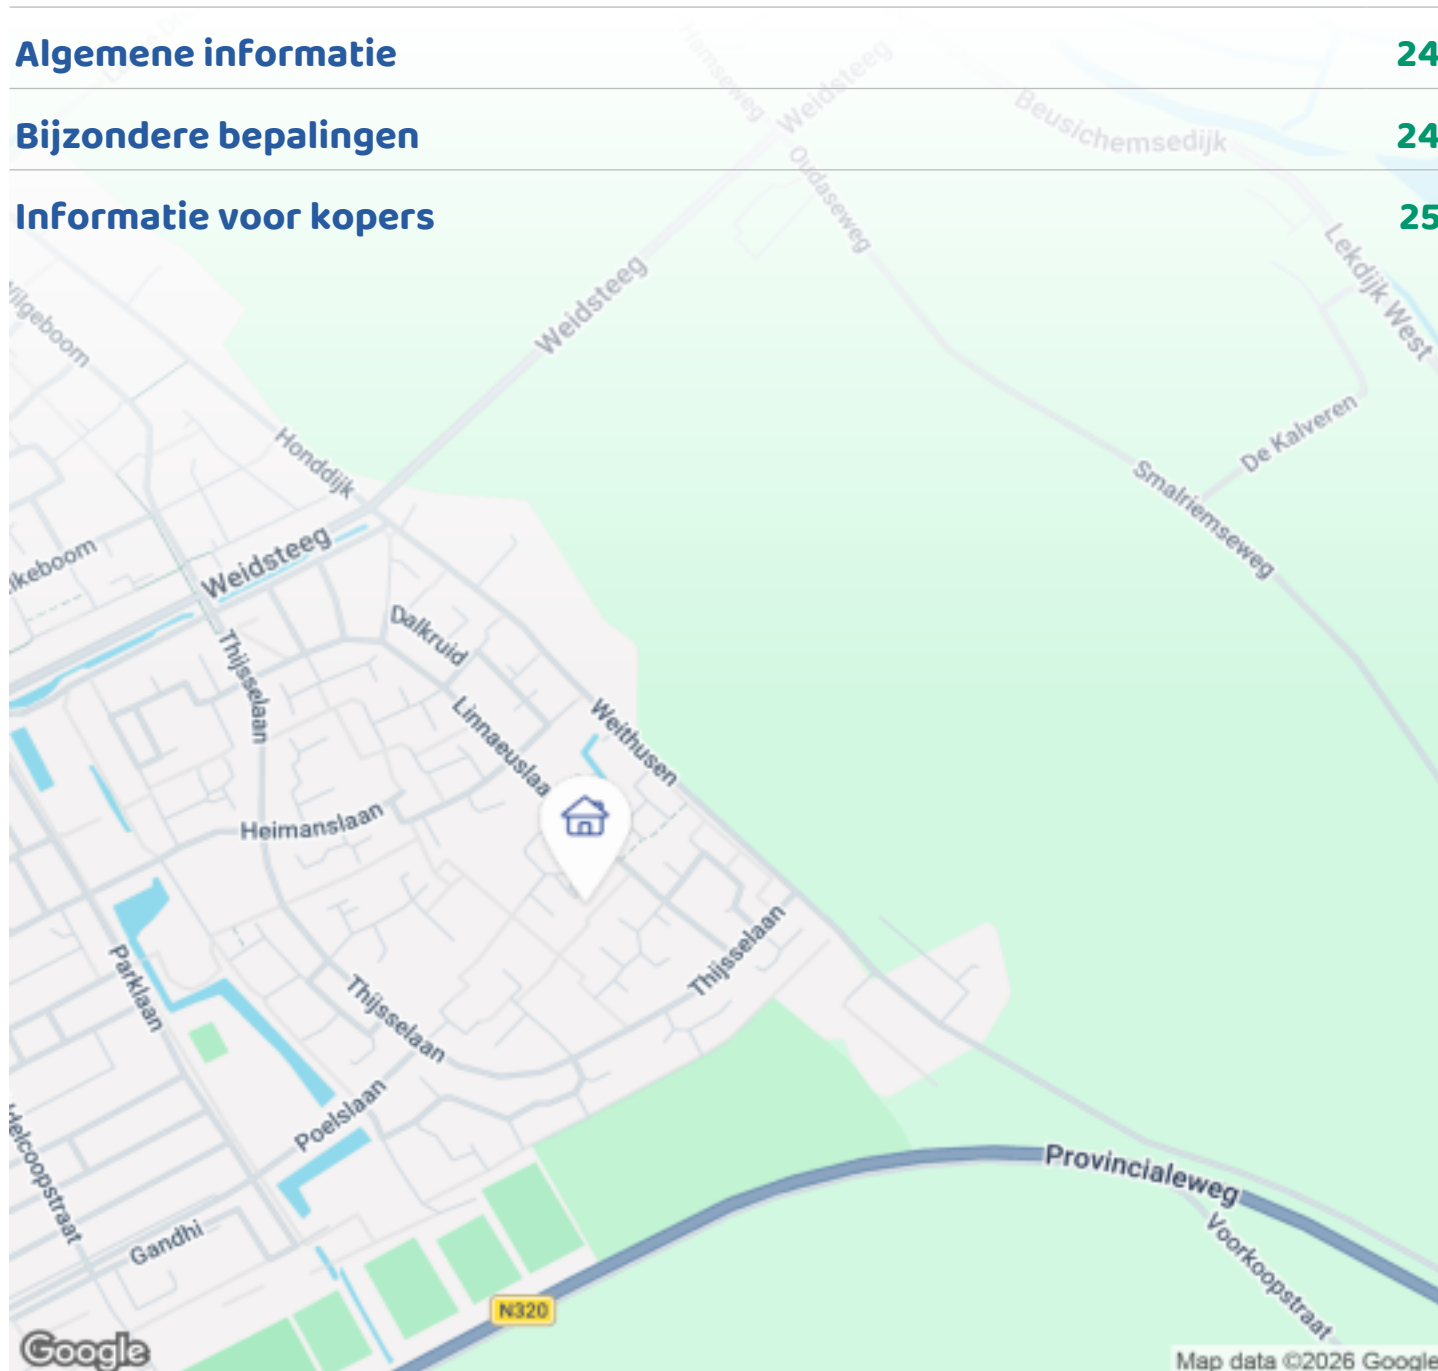 Algemene informatie 24
Bijzondere bepalingen 24
Informatie voor kopers 25
Hamseweg
Weidsteeg
Beusichemsedijk
Oudaseweg
Lekdijk West
Weidsteeg
De Kalveren
Smalriemseweg
Honddijk
Weidsteeg
Dalkruid
Thijsselaan
Linnaeuslaa
Weithusen
Heimanslaan
Parklaan
Thijsselaan
Thijsselaan
Poelslaan
Gandhi
Provincialeweg
Voorkoopstraat
N320
Google
Map data ©2026 Google